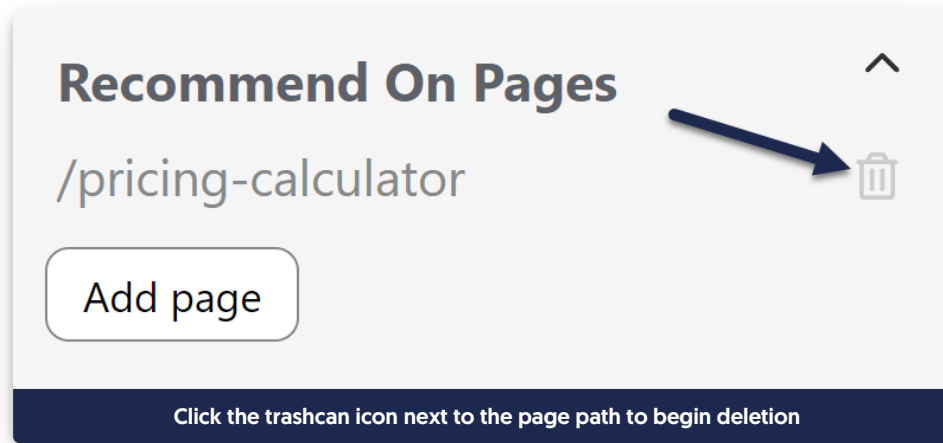 Recommend On Pages
/pricing-calculator
Add page
Click the trashcan icon next to the page path to begin deletion